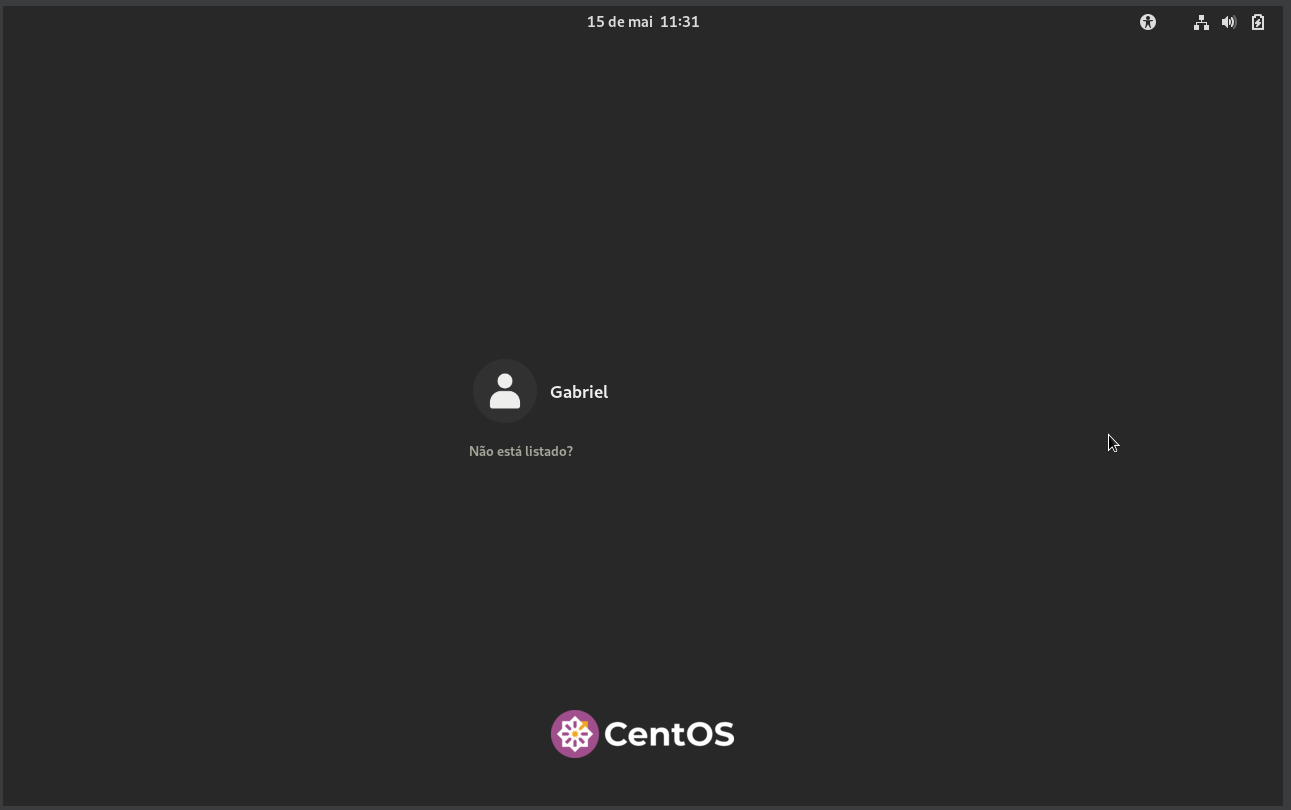 15 de mai  11:31
Gabriel
Não está listado?
CentOS